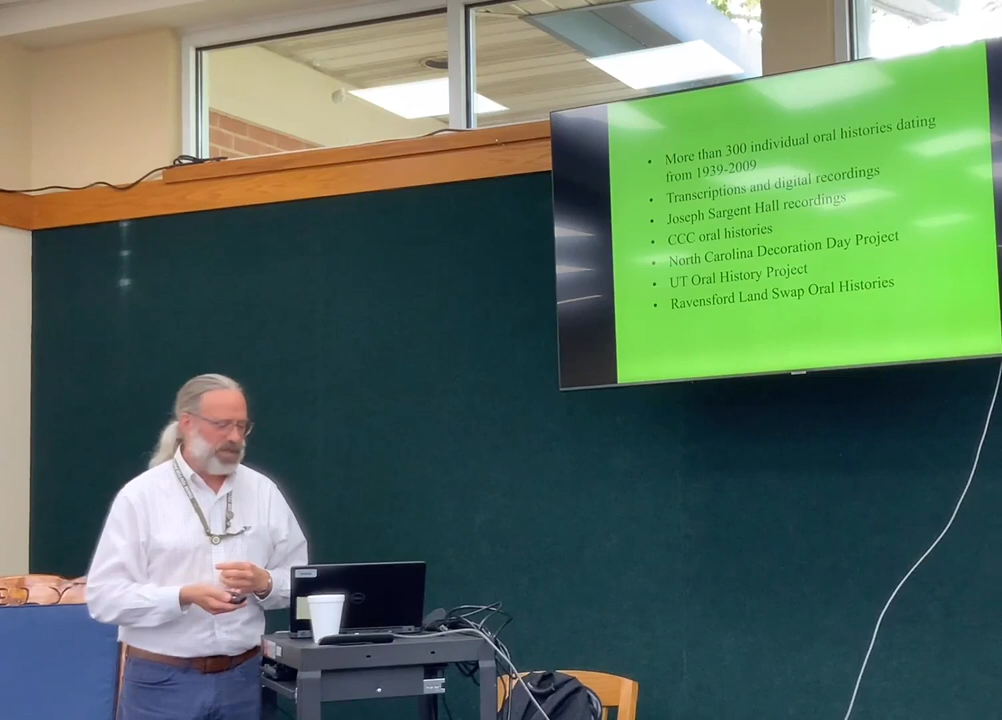 • More than 300 individual oral histories dating
from 1939-2009
• Transcriptions and digital recordings
• Joseph Sargent Hall recordings
• CCC oral histories
• North Carolina Decoration Day Project
• UT Oral History Project
• Ravensford Land Swap Oral Histories
DELL